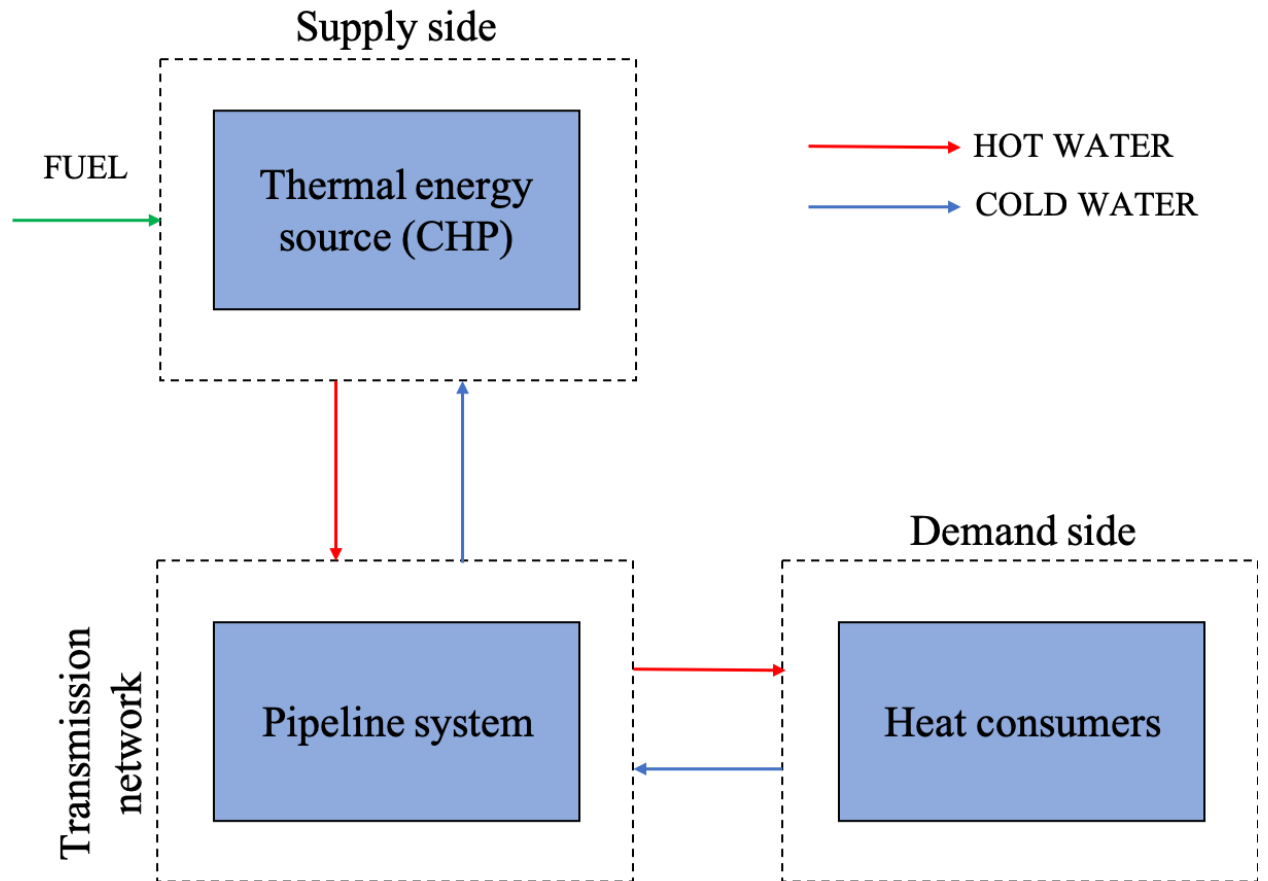 Supply side
FUEL
Thermal energy
source (CHP)
HOT WATER
COLD WATER
Demand side
Transmission
network
Pipeline system
Heat consumers